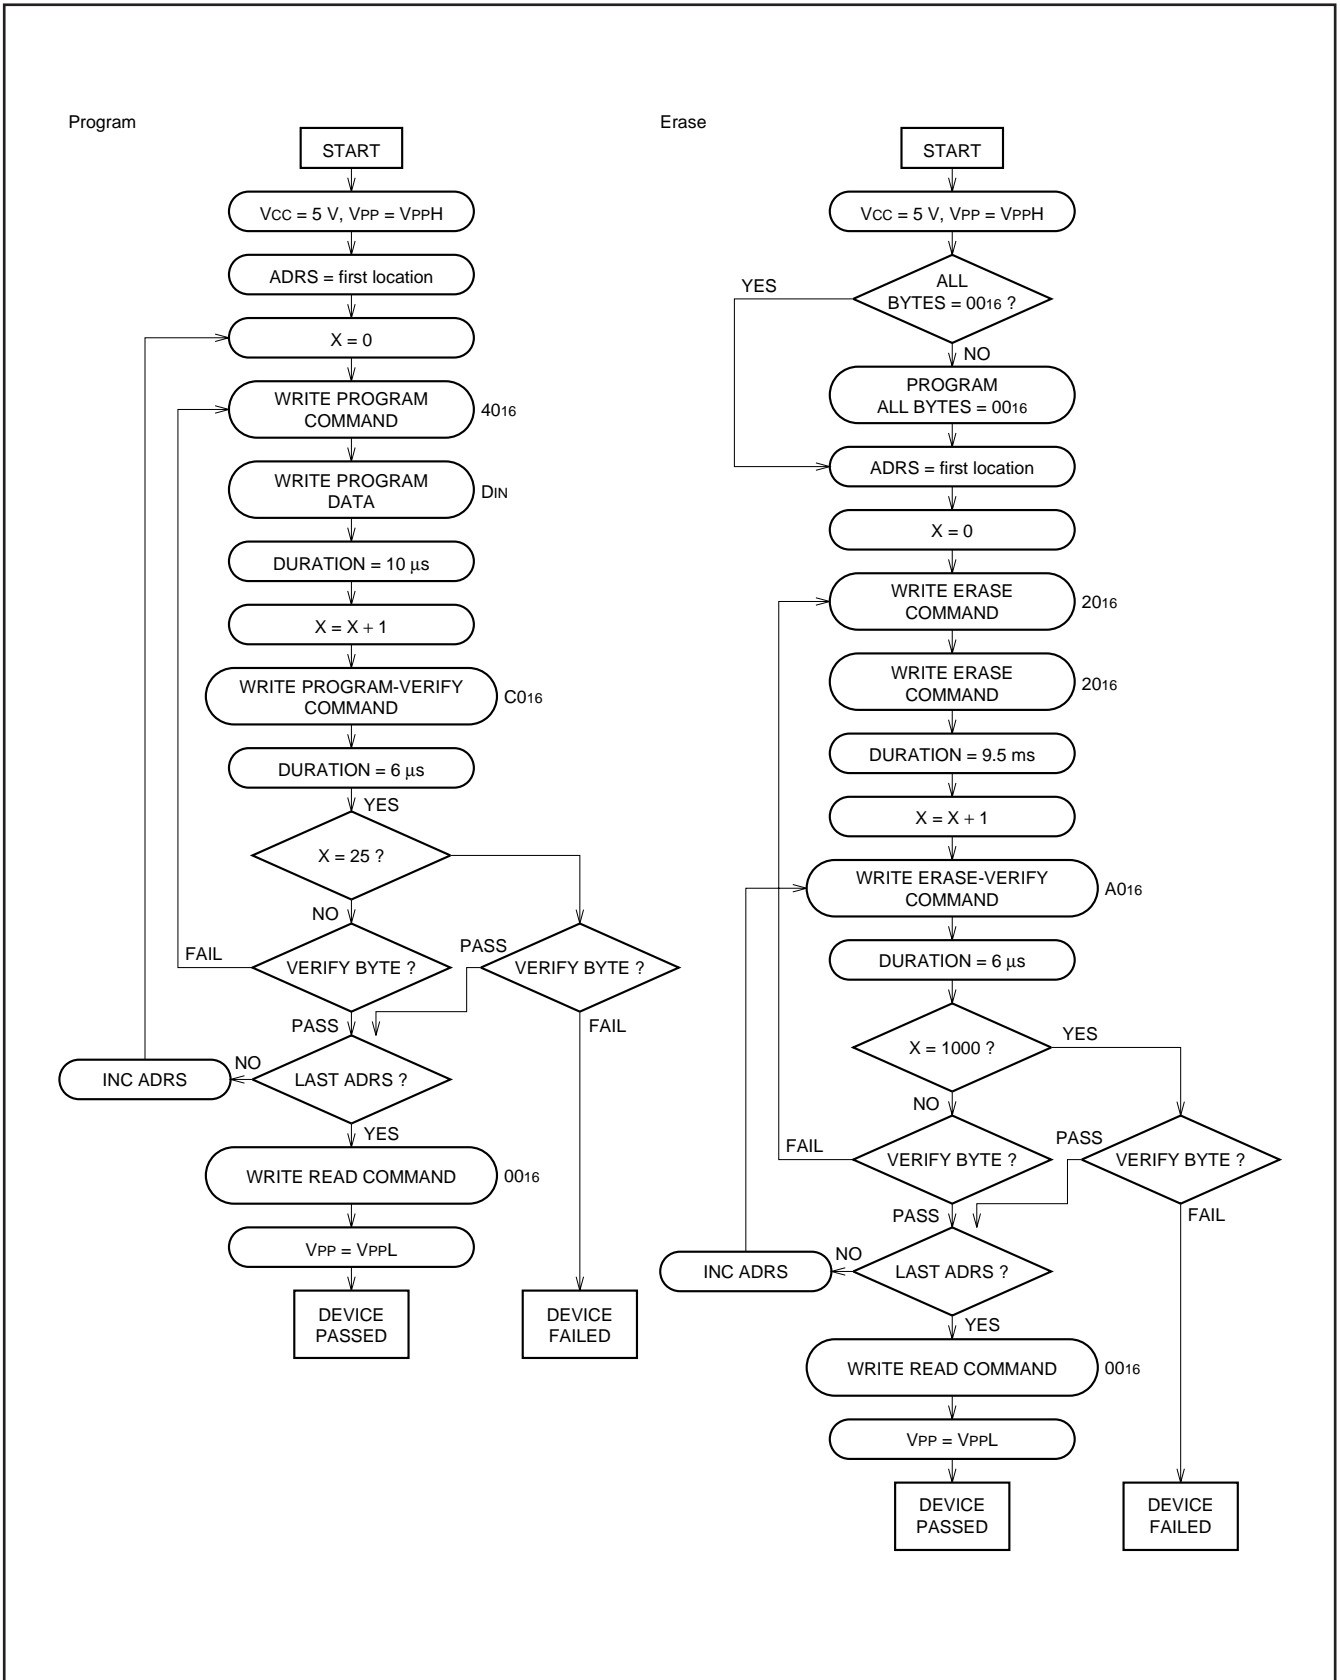 Program
START
VCC = 5 V, VPP = VPPH
ADRS = first location
X = 0
WRITE PROGRAM
COMMAND
4016
WRITE PROGRAM
DATA
DIN
DURATION = 10 µs
X = X + 1
WRITE PROGRAM-VERIFY
COMMAND
C016
DURATION = 6 µs
YES
X = 25 ?
NO
FAIL
VERIFY BYTE ?
PASS
VERIFY BYTE ?
PASS
FAIL
INC ADRS
NO
LAST ADRS ?
YES
WRITE READ COMMAND
0016
VPP = VPPL
DEVICE
PASSED
DEVICE
FAILED
Erase
START
VCC = 5 V, VPP = VPPH
YES
ALL
BYTES = 0016 ?
NO
PROGRAM
ALL BYTES = 0016
ADRS = first location
X = 0
WRITE ERASE
COMMAND
2016
WRITE ERASE
COMMAND
2016
DURATION = 9.5 ms
X = X + 1
WRITE ERASE-VERIFY
COMMAND
A016
DURATION = 6 µs
X = 1000 ?
YES
NO
FAIL
VERIFY BYTE ?
PASS
VERIFY BYTE ?
PASS
FAIL
INC ADRS
NO
LAST ADRS ?
YES
WRITE READ COMMAND
0016
VPP = VPPL
DEVICE
PASSED
DEVICE
FAILED